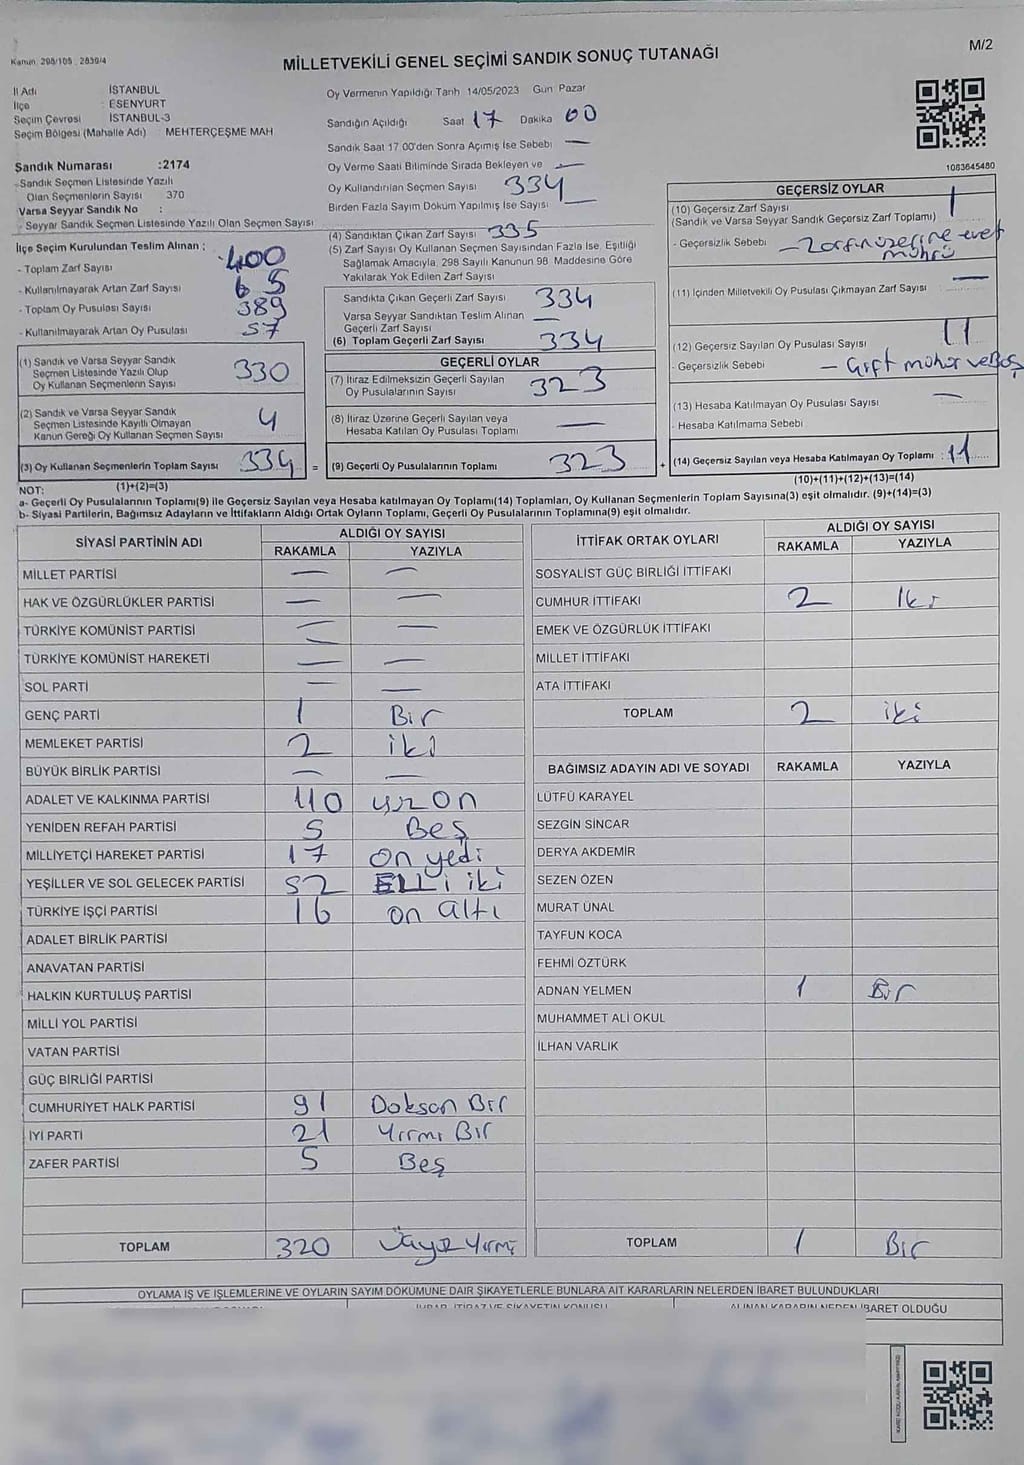 Kanun: 298/105 2839/4
MİLLETVEKİLİ GENEL SEÇİMİ SANDIK SONUÇ TUTANAĞI
M/2
İl Adı İSTANBUL
İlçe : ESENYURT
Seçim Çevresi İSTANBUL-3
Seçim Bölgesi (Mahalle Adı) : MEHTERÇEŞME MAH
Sandık Numarası :2174
-Sandık Seçmen Listesinde Yazılı
Olan Seçmenlerin Sayısı 370
Varsa Seyyar Sandık No :
- Seyyar Sandık Seçmen Listesinde Yazılı Olan Seçmen Sayısı
İlçe Seçim Kurulundan Teslim Alınan ;
- Toplam Zarf Sayısı 400
- Kullanılmayarak Artan Zarf Sayısı 65
- Toplam Oy Pusulası Sayısı 389
- Kullanılmayarak Artan Oy Pusulası 57
(1) Sandık ve Varsa Seyyar Sandık
Seçmen Listesinde Yazılı Olup
Oy Kullanan Seçmenlerin Sayısı 330
(2) Sandık ve Varsa Seyyar Sandık
Seçmen Listesinde Kayıtlı Olmayan
Kanun Gereği Oy Kullanan Seçmen Sayısı 4
(3) Oy Kullanan Seçmenlerin Toplam Sayısı 334 =
(1)+(2)=(3)
Oy Vermenin Yapıldığı Tarih 14/05/2023 Gün Pazar
Sandığın Açıldığı Saat 17 Dakika 00
Sandık Saat 17.00'den Sonra Açımış İse Sebebi —
Oy Verme Saati Bitiminde Sırada Bekleyen ve —
Oy Kullandırılan Seçmen Sayısı 334
Birden Fazla Sayım Döküm Yapılmış İse Sayısı —
(4) Sandıktan Çıkan Zarf Sayısı 335
(5) Zarf Sayısı Oy Kullanan Seçmen Sayısından Fazla İse, Eşitliği
Sağlamak Amacıyla, 298 Sayılı Kanunun 98. Maddesine Göre
Yakılarak Yok Edilen Zarf Sayısı
Sandıkta Çıkan Geçerli Zarf Sayısı 334
Varsa Seyyar Sandıktan Teslim Alınan —
Geçerli Zarf Sayısı
(6) Toplam Geçerli Zarf Sayısı 334
GEÇERLİ OYLAR
(7) İtiraz Edilmeksizin Geçerli Sayılan
Oy Pusulalarının Sayısı 323
(8) İtiraz Üzerine Geçerli Sayılan veya
Hesaba Katılan Oy Pusulası Toplamı —
(9) Geçerli Oy Pusulalarının Toplamı 323 +
1083645480
GEÇERSİZ OYLAR
(10) Geçersiz Zarf Sayısı 1
(Sandık ve Varsa Seyyar Sandık Geçersiz Zarf Toplamı)
- Geçersizlik Sebebi – Zarfın üzerine evet
mührü
(11) İçinden Milletvekili Oy Pusulası Çıkmayan Zarf Sayısı —
(12) Geçersiz Sayılan Oy Pusulası Sayısı 11
- Geçersizlik Sebebi – Çift mühür ve Boş
(13) Hesaba Katılmayan Oy Pusulası Sayısı —
- Hesaba Katılmama Sebebi
(14) Geçersiz Sayılan veya Hesaba Katılmayan Oy Toplamı : 11
(10)+(11)+(12)+(13)=(14)
NOT:
a- Geçerli Oy Pusulalarının Toplamı(9) ile Geçersiz Sayılan veya Hesaba katılmayan Oy Toplamı(14) Toplamları, Oy Kullanan Seçmenlerin Toplam Sayısına(3) eşit olmalıdır. (9)+(14)=(3)
b- Siyasi Partilerin, Bağımsız Adayların ve İttifakların Aldığı Ortak Oyların Toplamı, Geçerli Oy Pusulalarının Toplamına(9) eşit olmalıdır.
SİYASİ PARTİNİN ADI ALDIĞI OY SAYISI
RAKAMLA YAZIYLA
MİLLET PARTİSİ — —
HAK VE ÖZGÜRLÜKLER PARTİSİ — —
TÜRKİYE KOMÜNİST PARTİSİ — —
TÜRKİYE KOMÜNİST HAREKETİ — —
SOL PARTİ — —
GENÇ PARTİ 1 Bir
MEMLEKET PARTİSİ 2 iki
BÜYÜK BİRLİK PARTİSİ — —
ADALET VE KALKINMA PARTİSİ 110 yüz on
YENİDEN REFAH PARTİSİ 5 Beş
MİLLİYETÇİ HAREKET PARTİSİ 17 on yedi
YEŞİLLER VE SOL GELECEK PARTİSİ 52 ELLİ iki
TÜRKİYE İŞÇİ PARTİSİ 16 on altı
ADALET BİRLİK PARTİSİ
ANAVATAN PARTİSİ
HALKIN KURTULUŞ PARTİSİ
MİLLİ YOL PARTİSİ
VATAN PARTİSİ
GÜÇ BİRLİĞİ PARTİSİ
CUMHURİYET HALK PARTİSİ 91 Doksan Bir
İYİ PARTİ 21 Yirmi Bir
ZAFER PARTİSİ 5 Beş
TOPLAM 320 Üçyüz Yirmi
İTTİFAK ORTAK OYLARI ALDIĞI OY SAYISI
RAKAMLA YAZIYLA
SOSYALİST GÜÇ BİRLİĞİ İTTİFAKI
CUMHUR İTTİFAKI 2 İki
EMEK VE ÖZGÜRLÜK İTTİFAKI
MİLLET İTTİFAKI
ATA İTTİFAKI
TOPLAM 2 iki
BAĞIMSIZ ADAYIN ADI VE SOYADI RAKAMLA YAZIYLA
LÜTFÜ KARAYEL
SEZGİN SİNCAR
DERYA AKDEMİR
SEZEN ÖZEN
MURAT ÜNAL
TAYFUN KOCA
FEHMİ ÖZTÜRK
ADNAN YELMEN 1 Bir
MUHAMMET ALİ OKUL
İLHAN VARLIK
TOPLAM 1 Bir
OYLAMA İŞ VE İŞLEMLERİNE VE OYLARIN SAYIM DÖKÜMÜNE DAİR ŞİKAYETLERLE BUNLARA AİT KARARLARIN NELERDEN İBARET BULUNDUKLARI
İHBAR, İTİRAZ VE ŞİKAYETİN KONUSU ALINAN KARARIN NEDEN İBARET OLDUĞU